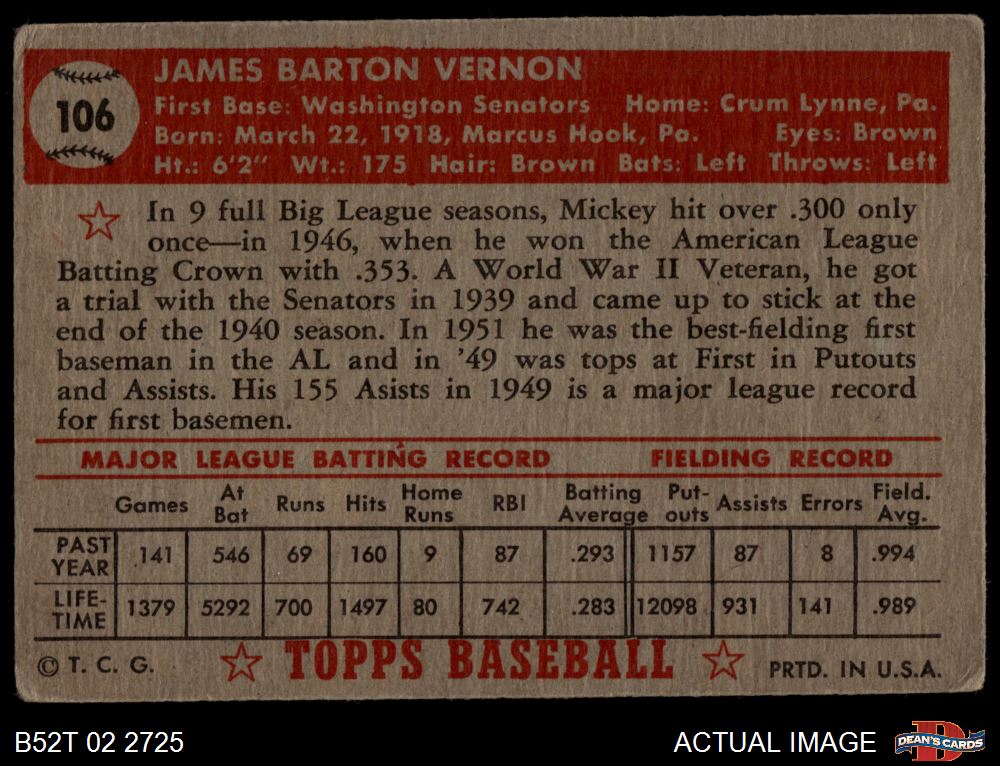 106
JAMES BARTON VERNON
First Base: Washington Senators Home: Crum Lynne, Pa.
Born: March 22, 1918, Marcus Hook, Pa. Eyes: Brown
Ht.: 6'2" Wt.: 175 Hair: Brown Bats: Left Throws: Left
In 9 full Big League seasons, Mickey hit over .300 only
once—in 1946, when he won the American League
Batting Crown with .353. A World War II Veteran, he got
a trial with the Senators in 1939 and came up to stick at the
end of the 1940 season. In 1951 he was the best-fielding first
baseman in the AL and in '49 was tops at First in Putouts
and Assists. His 155 Asists in 1949 is a major league record
for first basemen.
MAJOR LEAGUE BATTING RECORD FIELDING RECORD
Games At Bat Runs Hits Home Runs RBI Batting Average Put-outs Assists Errors Field. Avg.
PAST YEAR 141 546 69 160 9 87 .293 1157 87 8 .994
LIFE-TIME 1379 5292 700 1497 80 742 .283 12098 931 141 .989
© T. C. G. TOPPS BASEBALL PRTD. IN U.S.A.
B52T 02 2725 ACTUAL IMAGE DEAN'S CARDS